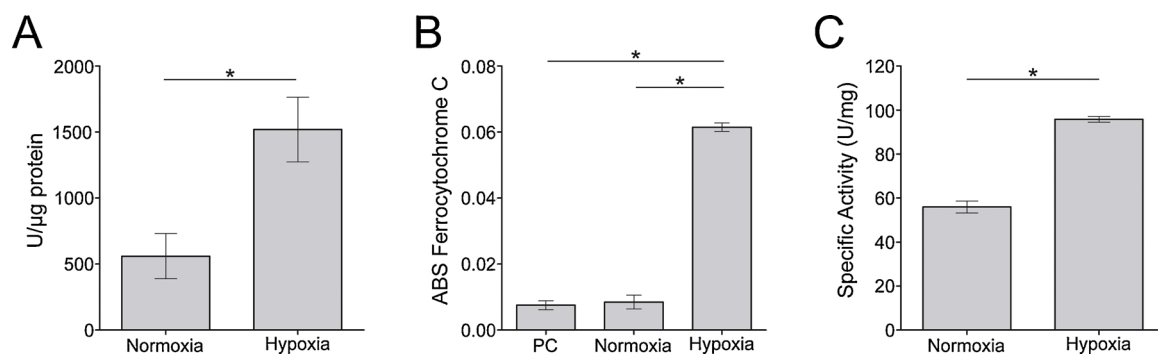 A
U/µg protein
2000
*
1500
1000
500
0
Normoxia
Hypoxia
B
ABS Ferrocytochrome C
0.08
*
*
0.06
0.04
0.02
0.00
PC
Normoxia
Hypoxia
C
Specific Activity (U/mg)
120
*
100
80
60
40
20
0
Normoxia
Hypoxia